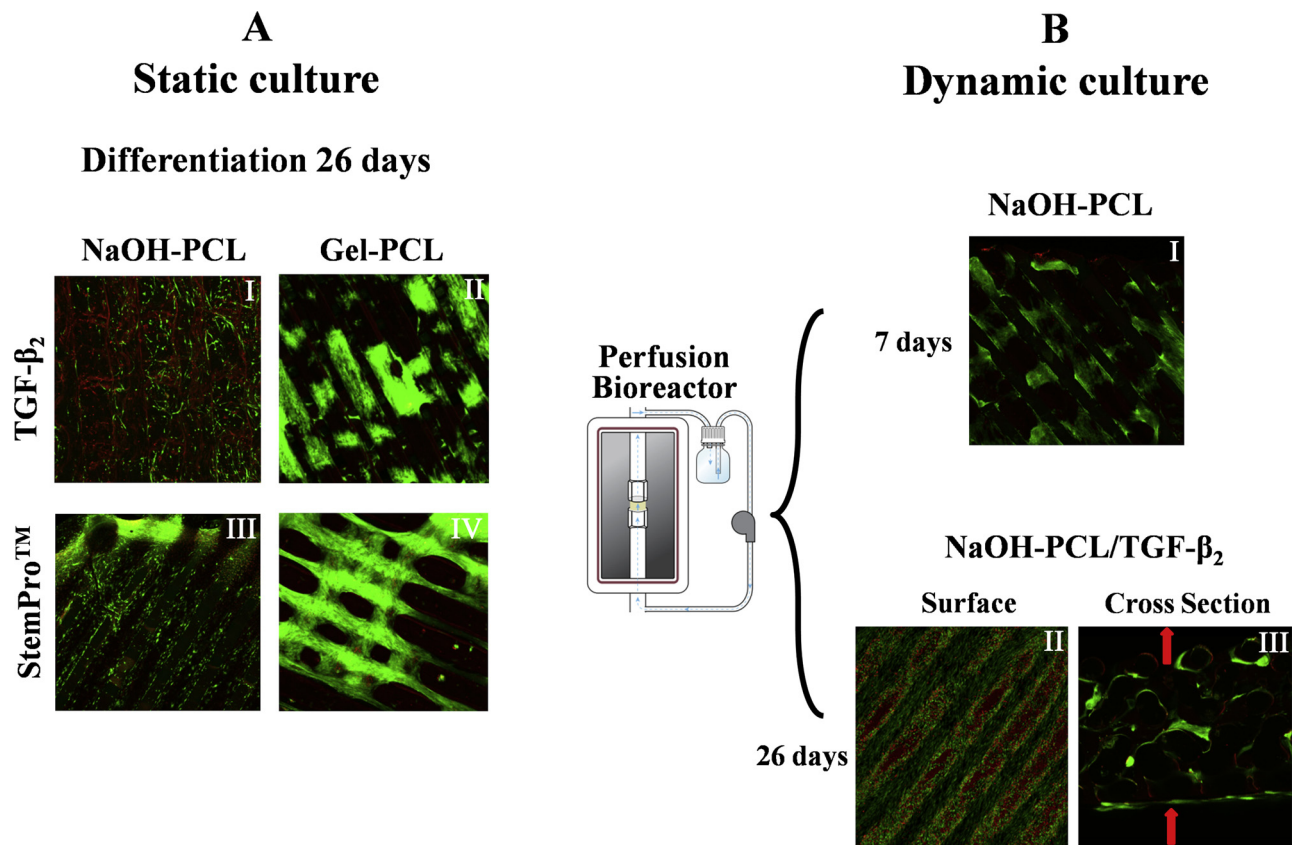 A
Static culture
Differentiation 26 days
NaOH-PCL
Gel-PCL
TGF-β₂
I
II
StemPro™
III
IV
B
Dynamic culture
Perfusion
Bioreactor
NaOH-PCL
7 days
I
NaOH-PCL/TGF-β₂
Surface
Cross Section
26 days
II
III